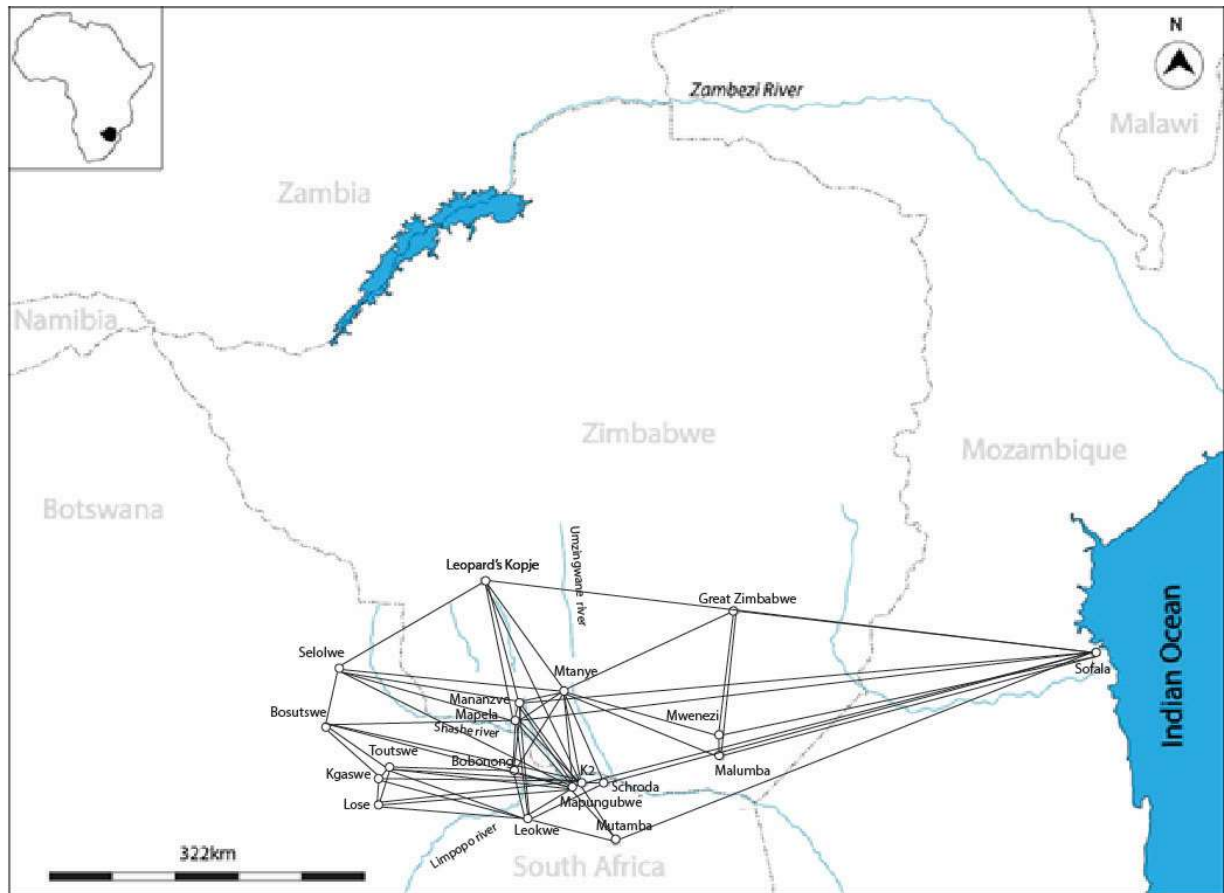 N
Zambezi River
Malawi
Zambia
Namibia
Zimbabwe
Mozambique
Botswana
Umzingwane river
Leopard's Kopje
Great Zimbabwe
Selolwe
Sofala
Indian Ocean
Mtanye
Mananzve
Mapela
Bosutswe
Shashe river
Mwenezi
Toutswe
Bobonong
Malumba
Kgaswe
K2
Schroda
Lose
Mapungubwe
Leokwe
Mutamba
Limpopo river
322km
South Africa